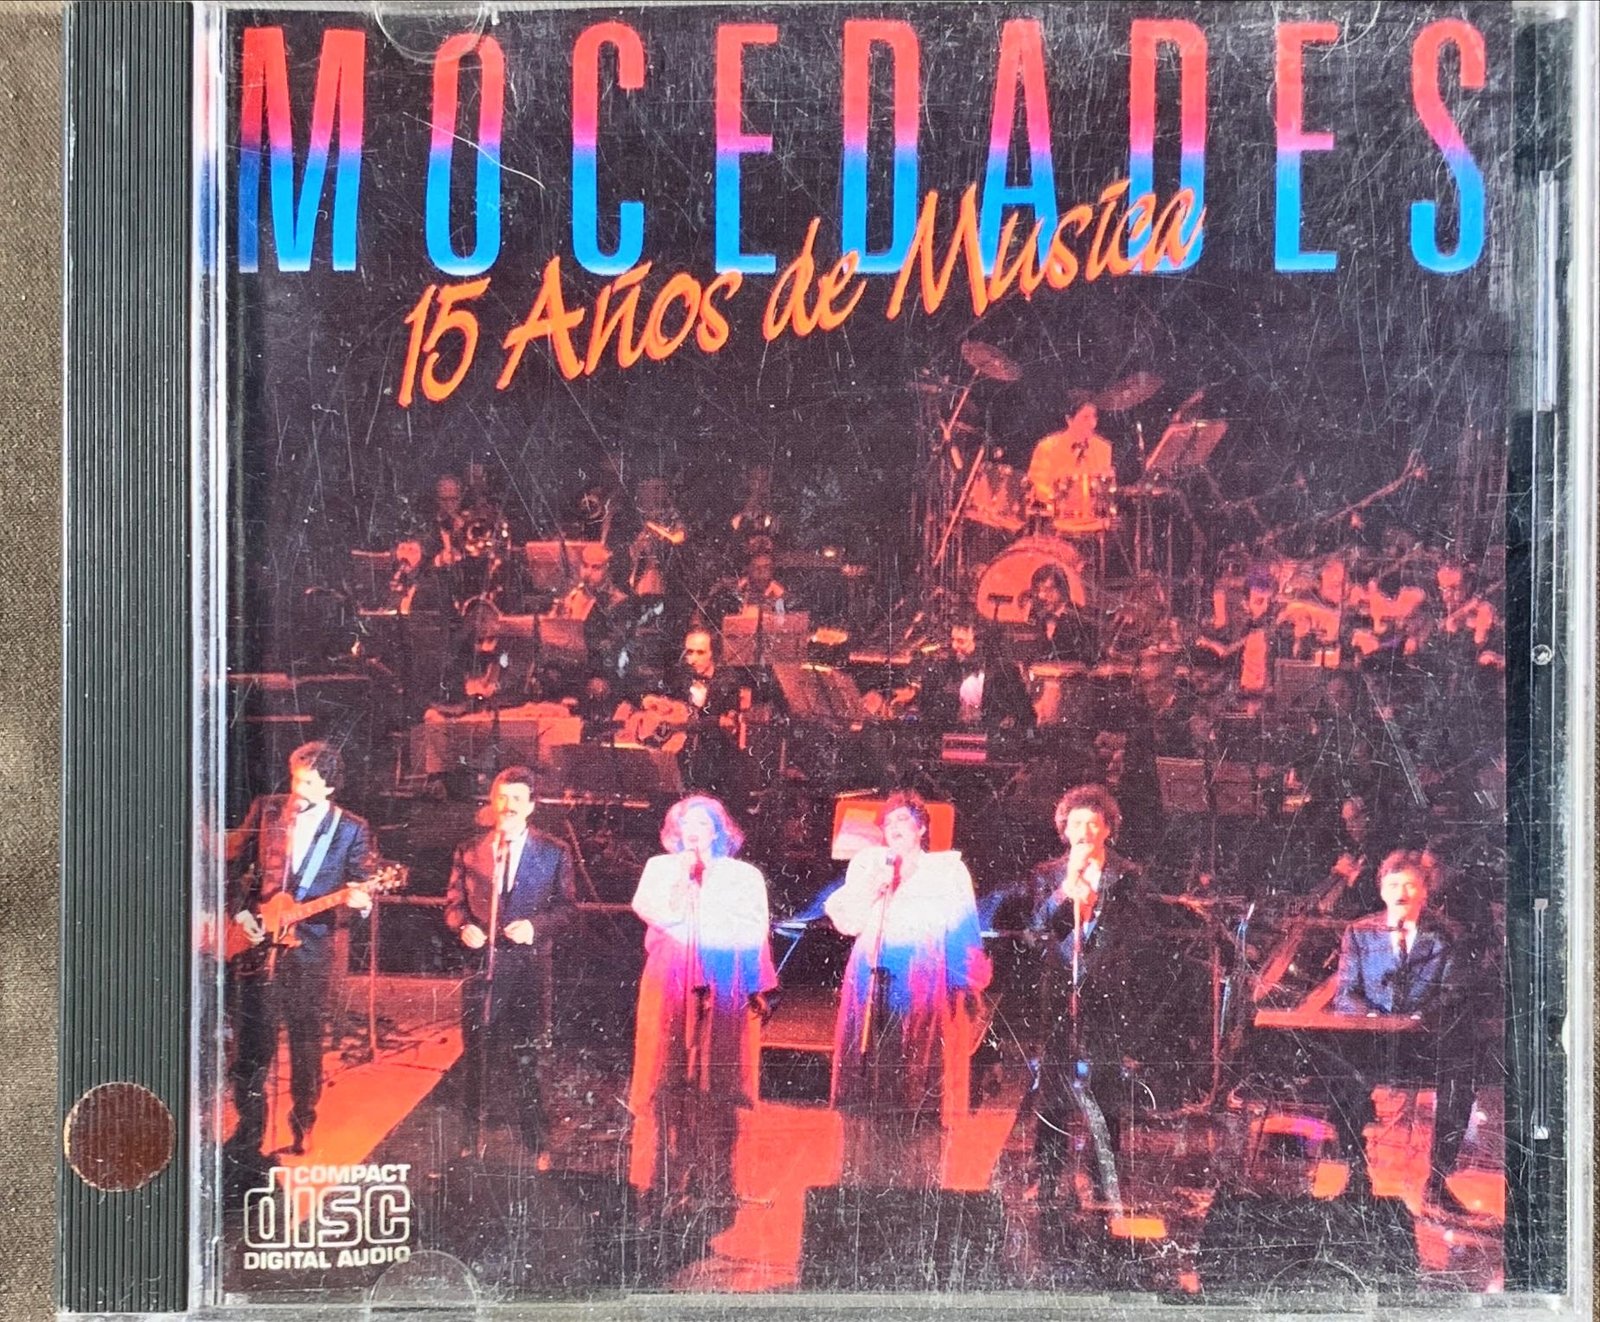 MOCEDADES
15 Años de Musica
COMPACT
disc
DIGITAL AUDIO